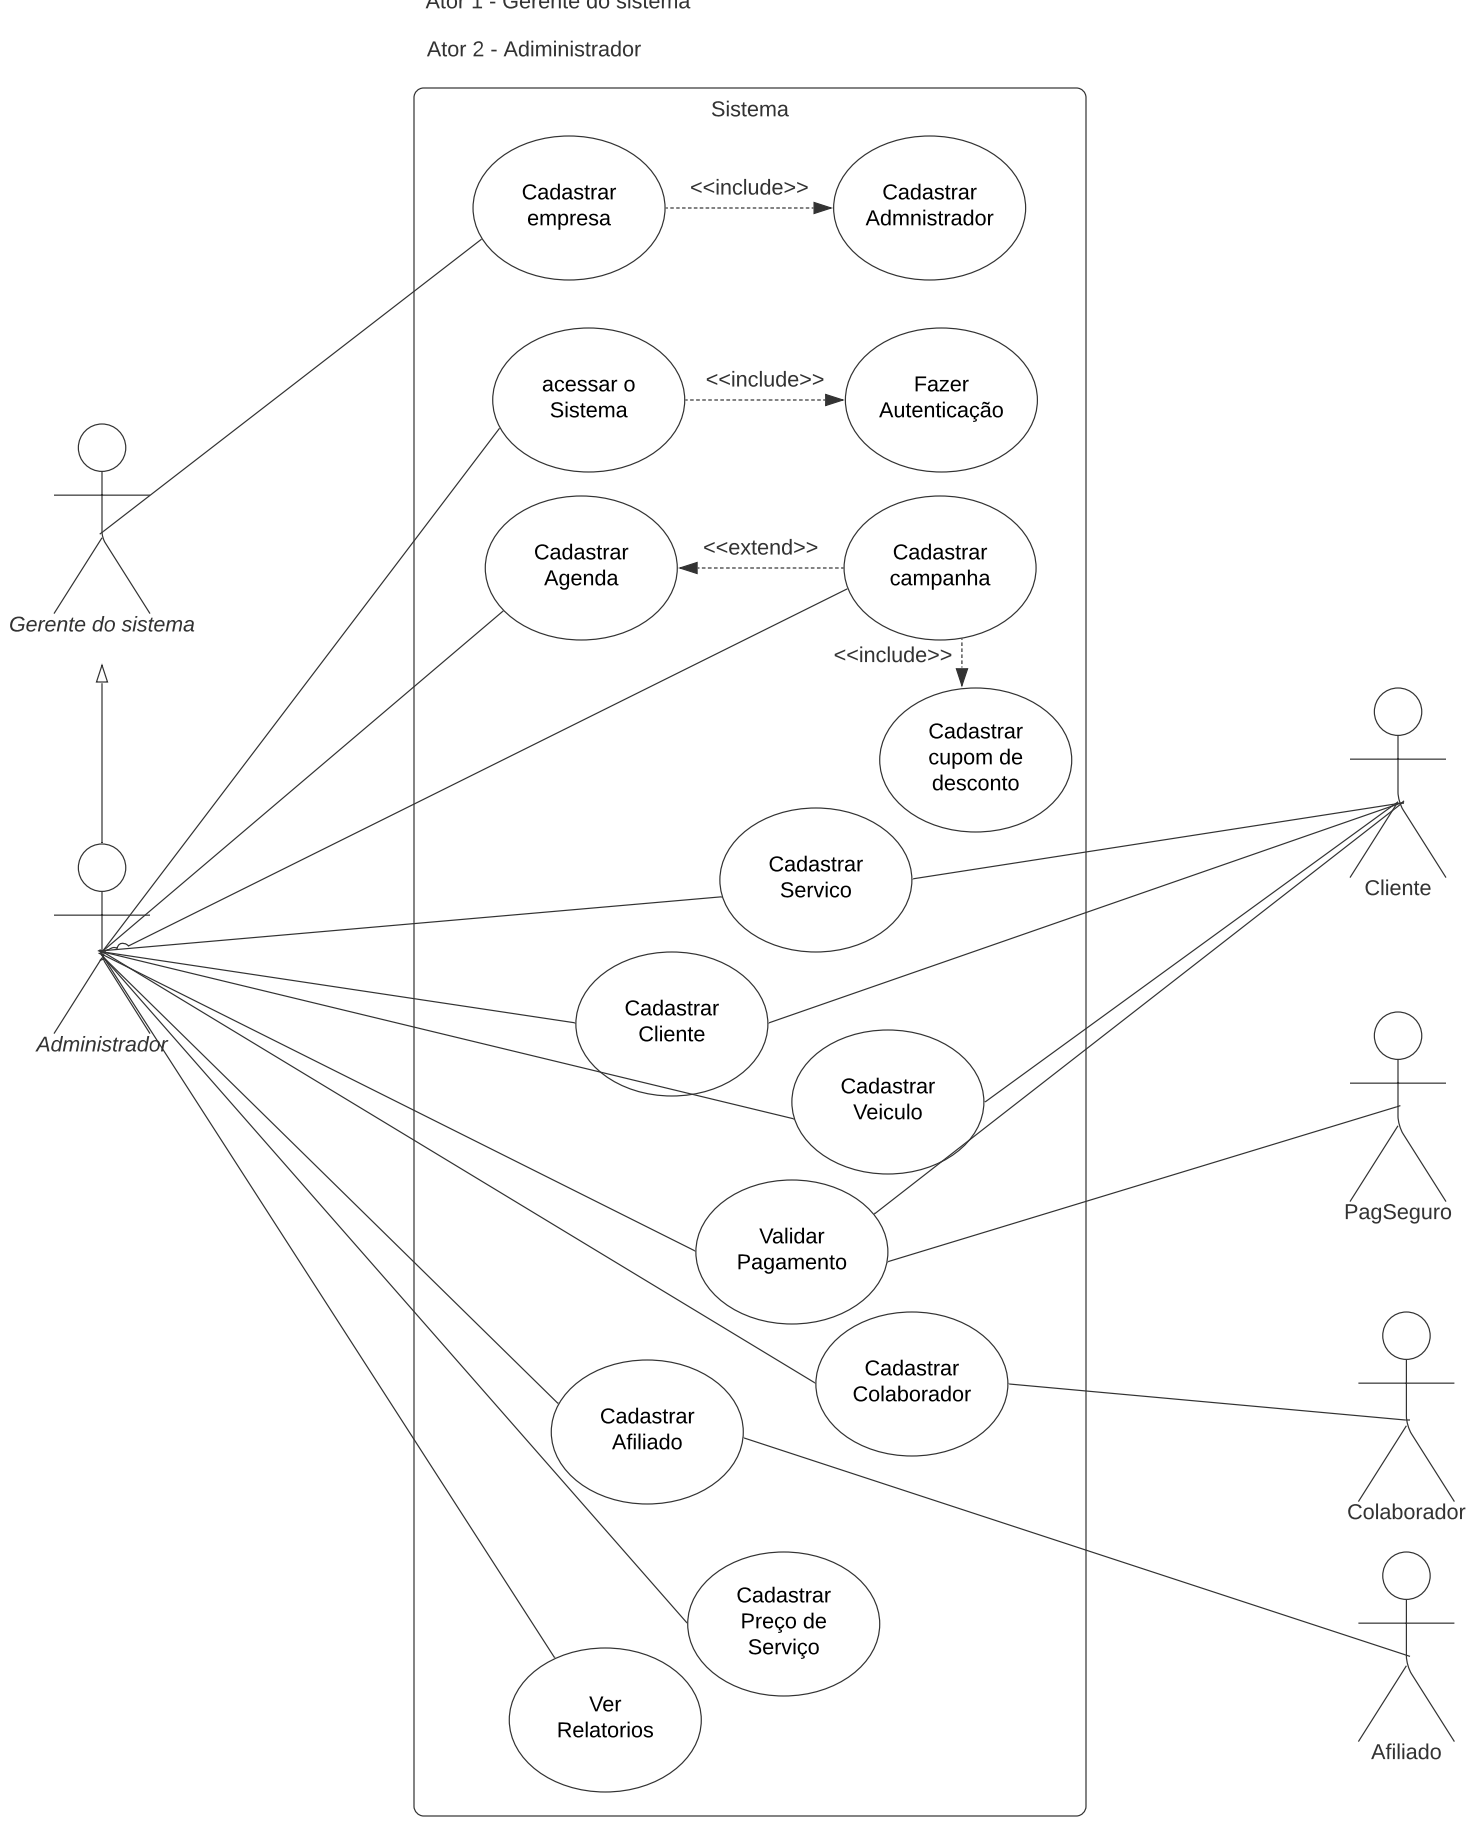 Ator 1 - Gerente do sistema
Ator 2 - Adiministrador
Sistema
Cadastrar
empresa
<<include>>
Cadastrar
Admnistrador
acessar o
Sistema
<<include>>
Fazer
Autenticação
Cadastrar
Agenda
<<extend>>
Cadastrar
campanha
Gerente do sistema
<<include>>
Cadastrar
cupom de
desconto
Cadastrar
Servico
Cliente
Cadastrar
Cliente
Administrador
Cadastrar
Veiculo
PagSeguro
Validar
Pagamento
Cadastrar
Colaborador
Cadastrar
Afiliado
Colaborador
Cadastrar
Preço de
Serviço
Ver
Relatorios
Afiliado